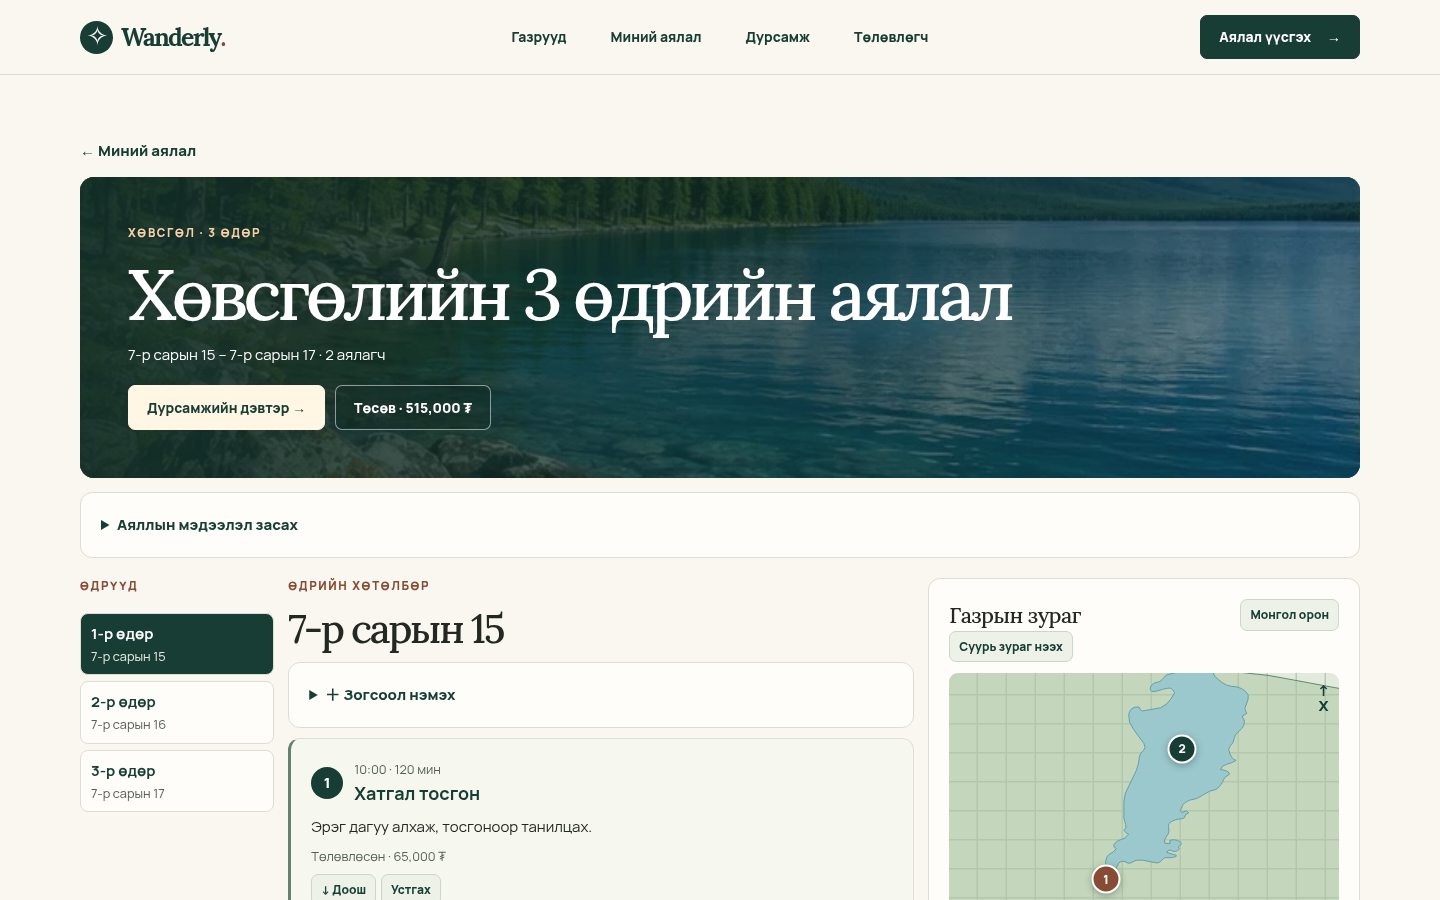 Wanderly.
Газрууд
Миний аялал
Дурсамж
Төлөвлөгч
Аялал үүсгэх →
← Миний аялал
ХӨВСГӨЛ · 3 ӨДӨР
Хөвсгөлийн 3 өдрийн аялал
7-р сарын 15 – 7-р сарын 17 · 2 аялагч
Дурсамжийн дэвтэр →
Төсөв · 515,000 ₮
▶ Аяллын мэдээлэл засах
ӨДРҮҮД
1-р өдөр
7-р сарын 15
2-р өдөр
7-р сарын 16
3-р өдөр
7-р сарын 17
ӨДРИЙН ХӨТӨЛБӨР
7-р сарын 15
▶ + Зогсоол нэмэх
1
10:00 · 120 мин
Хатгал тосгон
Эрэг дагуу алхаж, тосгоноор танилцах.
Төлөвлөсөн · 65,000 ₮
↓ Доош
Устгах
Газрын зураг
Монгол орон
Суурь зураг нээх
↑
Х
2
1